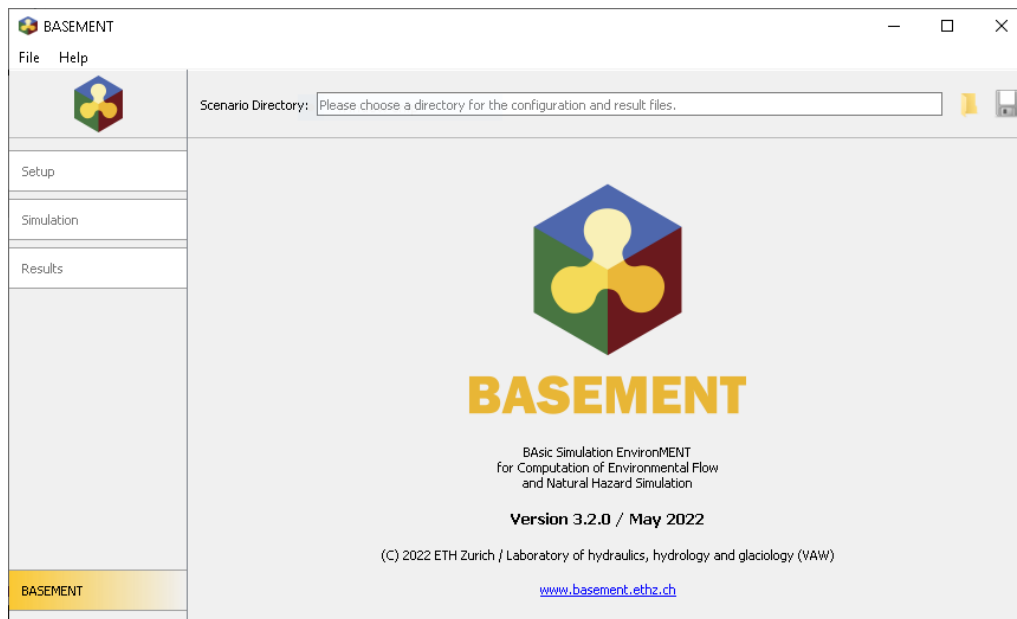 BASEMENT
File Help
Scenario Directory: Please choose a directory for the configuration and result files.
Setup
Simulation
Results
BASEMENT
BAsic Simulation EnvironMENT
for Computation of Environmental Flow
and Natural Hazard Simulation
Version 3.2.0 / May 2022
(C) 2022 ETH Zurich / Laboratory of hydraulics, hydrology and glaciology (VAW)
BASEMENT
www.basement.ethz.ch